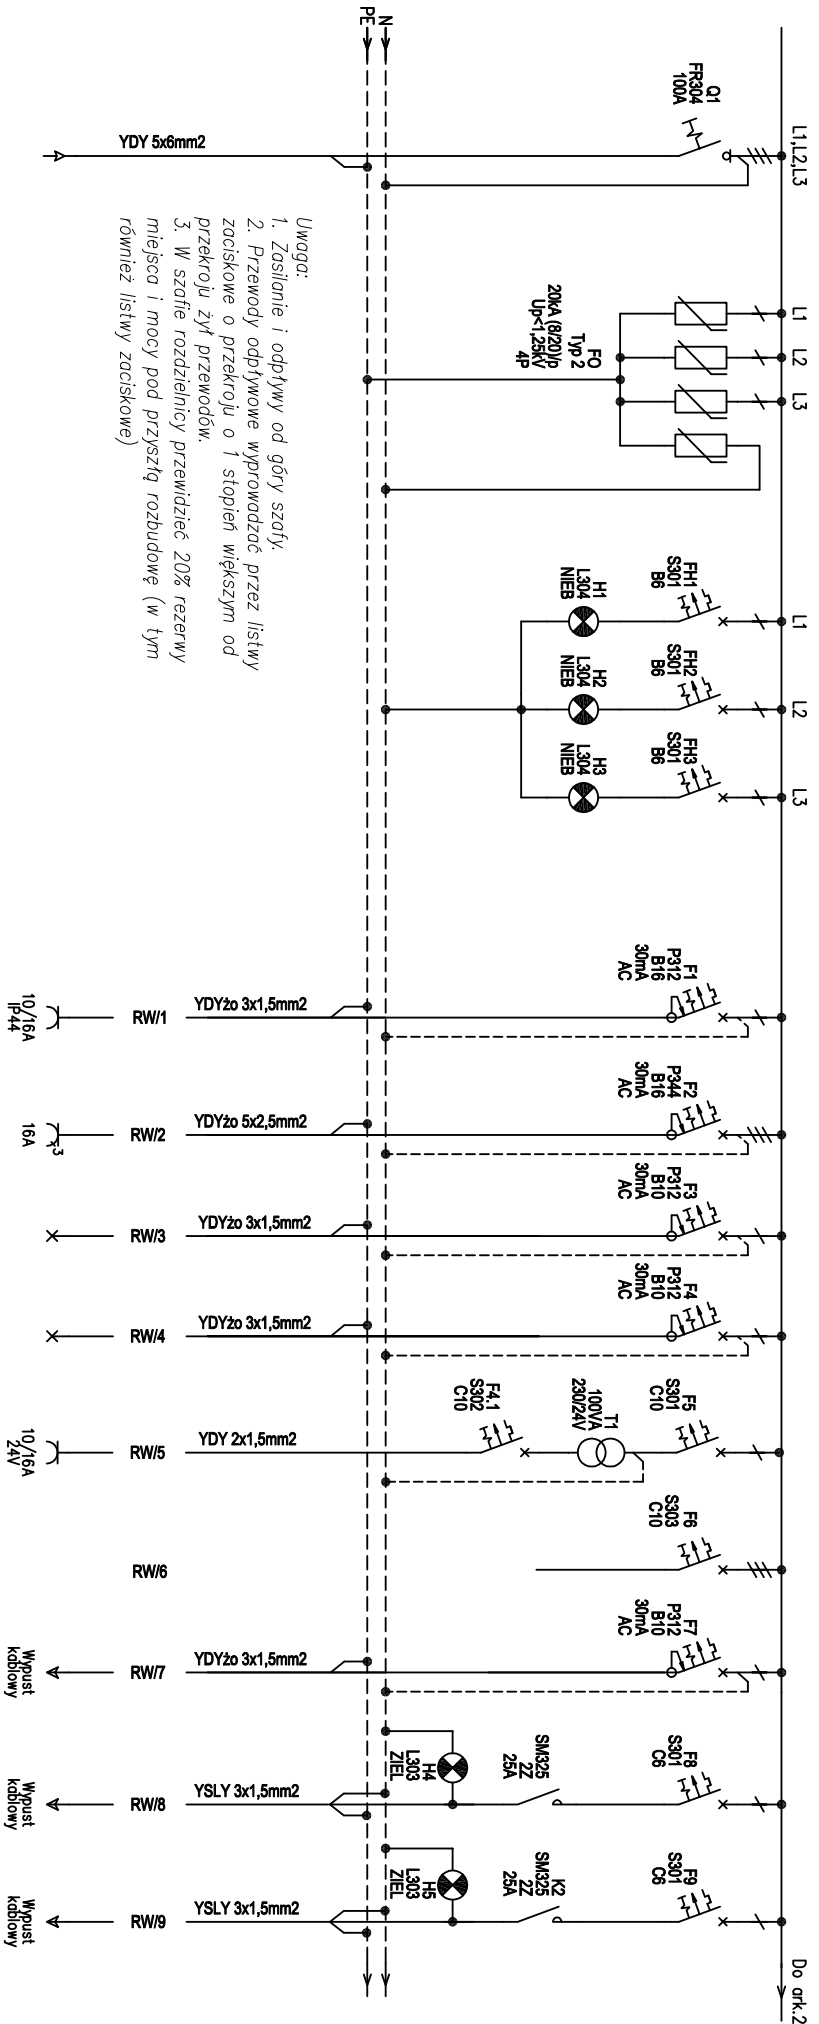 L1,L2,L3
Q1
FR304
100A
N
PE
YDY 5x6mm2
L1
L2
L3
FO
Typ 2
20kA (8/20)/p
Up<1,25kV
4P
Uwaga:
1. Zasilanie i odpływy od góry szafy.
2. Przewody odpływowe wyprowadzać przez listwy
zaciskowe o przekroju o 1 stopień większym od
przekroju żył przewodów.
3. W szafie rozdzielnicy przewidzieć 20% rezerwy
miejsca i mocy pod przyszłą rozbudowę (w tym
również listwy zaciskowe)
L1
FH1
S301
B6
H1
L304
NIEB
L2
FH2
S301
B6
H2
L304
NIEB
L3
FH3
S301
B6
H3
L304
NIEB
F1
P312
B16
30mA
AC
YDYżo 3x1,5mm2
RW/1
10/16A
IP44
F2
P344
B16
30mA
AC
YDYżo 5x2,5mm2
RW/2
3
16A
F3
P312
B10
30mA
AC
YDYżo 3x1,5mm2
RW/3
F4
P312
B10
30mA
AC
YDYżo 3x1,5mm2
RW/4
F5
S301
C10
T1
100VA
230/24V
F4.1
S302
C10
YDY 2x1,5mm2
RW/5
10/16A
24V
F6
S303
C10
RW/6
F7
P312
B10
30mA
AC
YDYżo 3x1,5mm2
RW/7
Wypust
kablowy
F8
S301
C6
SM325
2Z
25A
H4
L303
ZIEL
YSLY 3x1,5mm2
RW/8
Wypust
kablowy
F9
S301
C6
K2
SM325
2Z
25A
H5
L303
ZIEL
YSLY 3x1,5mm2
RW/9
Wypust
kablowy
Do ark.2